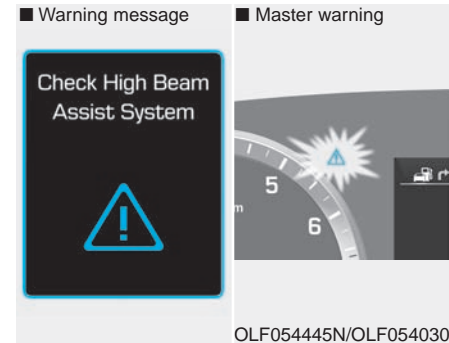 ■ Warning message
■ Master warning
Check High Beam
Assist System
5
m
6
OLF054445N/OLF054030